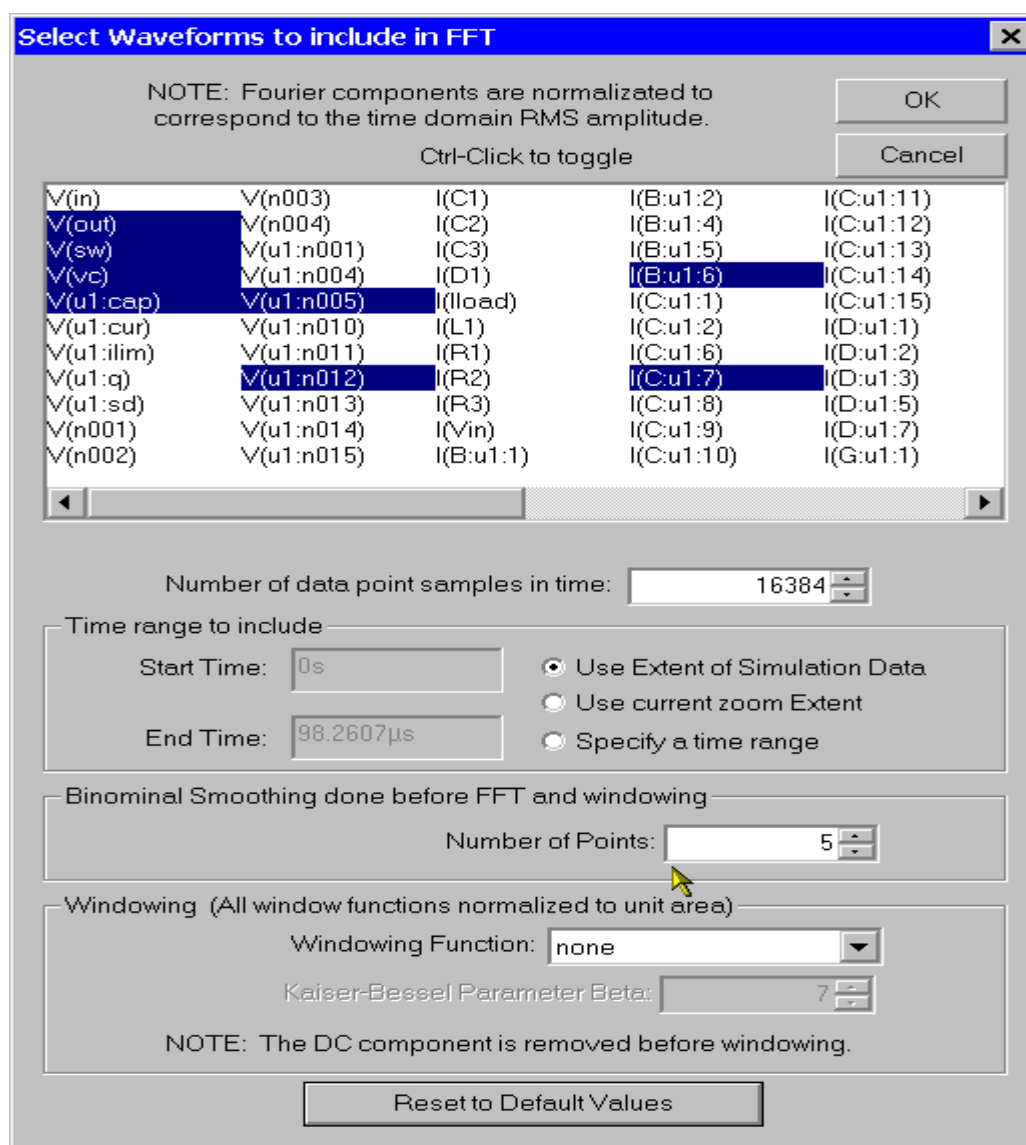 Select Waveforms to include in FFT
NOTE: Fourier components are normalizated to
correspond to the time domain RMS amplitude.
OK
Ctrl-Click to toggle
Cancel
V(in) V(n003) I(C1) I(B:u1:2) I(C:u1:11)
V(out) V(n004) I(C2) I(B:u1:4) I(C:u1:12)
V(sw) V(u1:n001) I(C3) I(B:u1:5) I(C:u1:13)
V(vc) V(u1:n004) I(D1) I(B:u1:6) I(C:u1:14)
V(u1:cap) V(u1:n005) I(Iload) I(C:u1:1) I(C:u1:15)
V(u1:cur) V(u1:n010) I(L1) I(C:u1:2) I(D:u1:1)
V(u1:ilim) V(u1:n011) I(R1) I(C:u1:6) I(D:u1:2)
V(u1:q) V(u1:n012) I(R2) I(C:u1:7) I(D:u1:3)
V(u1:sd) V(u1:n013) I(R3) I(C:u1:8) I(D:u1:5)
V(n001) V(u1:n014) I(Vin) I(C:u1:9) I(D:u1:7)
V(n002) V(u1:n015) I(B:u1:1) I(C:u1:10) I(G:u1:1)
Number of data point samples in time: 16384
Time range to include
Start Time: 0s
Use Extent of Simulation Data
Use current zoom Extent
End Time: 98.2607µs
Specify a time range
Binominal Smoothing done before FFT and windowing
Number of Points: 5
Windowing (All window functions normalized to unit area)
Windowing Function: none
Kaiser-Bessel Parameter Beta: 7
NOTE: The DC component is removed before windowing.
Reset to Default Values